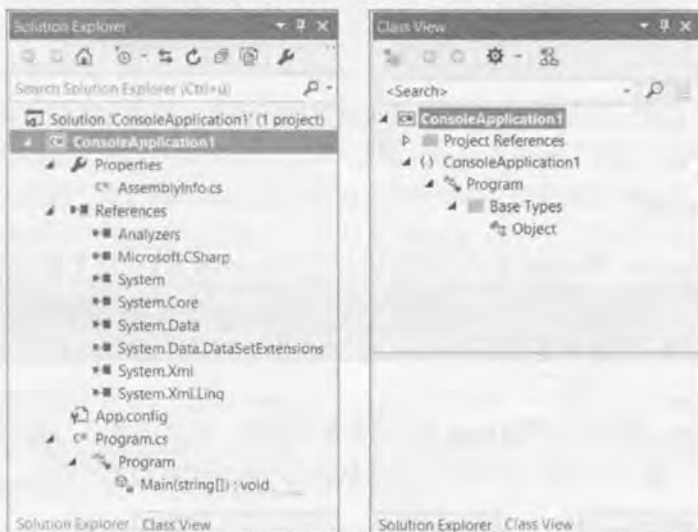 Solution Explorer
Search Solution Explorer (Ctrl+ü)
Solution 'ConsoleApplication1' (1 project)
C# ConsoleApplication1
Properties
C# AssemblyInfo.cs
References
Analyzers
Microsoft.CSharp
System
System.Core
System.Data
System.Data.DataSetExtensions
System.Xml
System.Xml.Linq
App.config
C# Program.cs
Program
Main(string[]) : void
Solution Explorer Class View
Class View
<Search>
C# ConsoleApplication1
Project References
{ } ConsoleApplication1
Program
Base Types
Object
Solution Explorer Class View